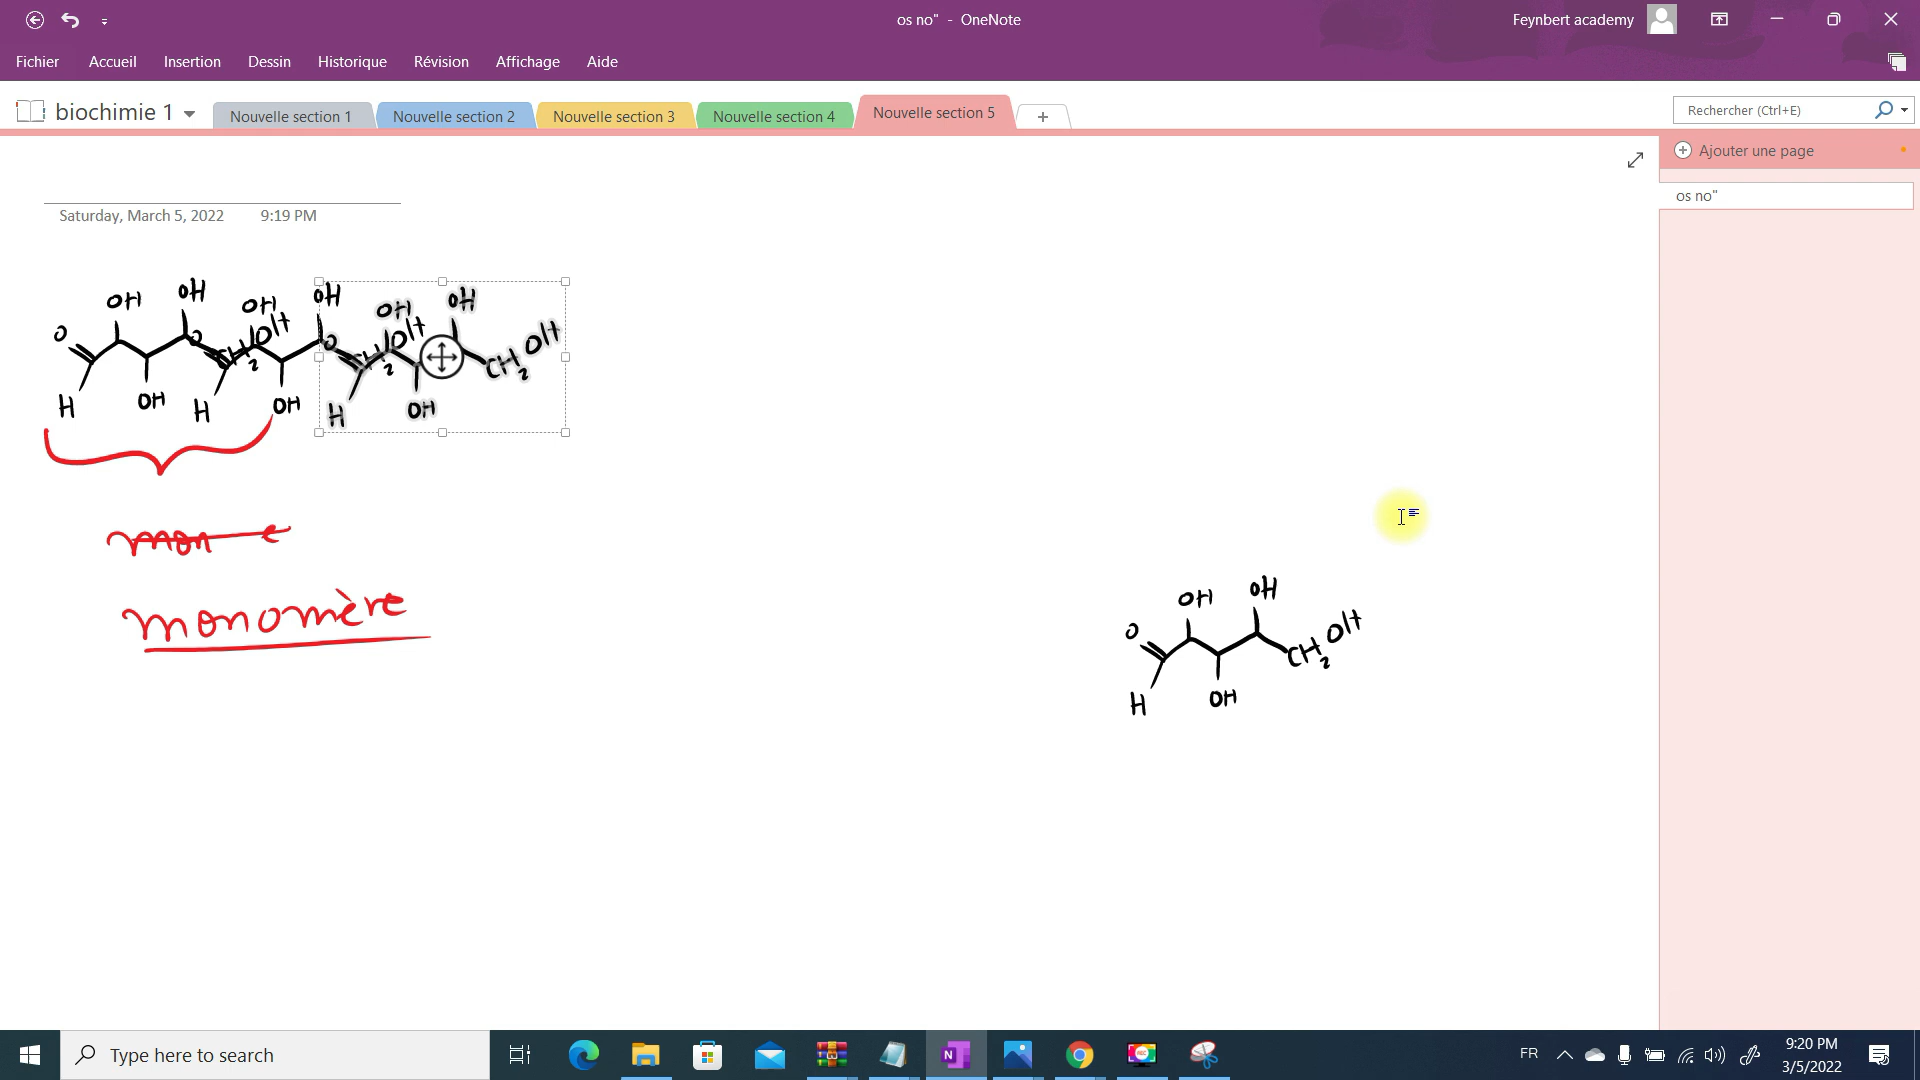 os no" - OneNote
Feynbert academy
Fichier Accueil Insertion Dessin Historique Révision Affichage Aide
biochimie 1
Nouvelle section 1
Nouvelle section 2
Nouvelle section 3
Nouvelle section 4
Nouvelle section 5
+
Rechercher (Ctrl+E)
Ajouter une page
os no"
Saturday, March 5, 2022 9:19 PM
OH OH OH OH OH OH
O CH2OH O CH2OH O CH2OH
H OH H OH H OH
mon e
monomère
OH OH
O CH2OH
H OH
Type here to search
FR
9:20 PM
3/5/2022